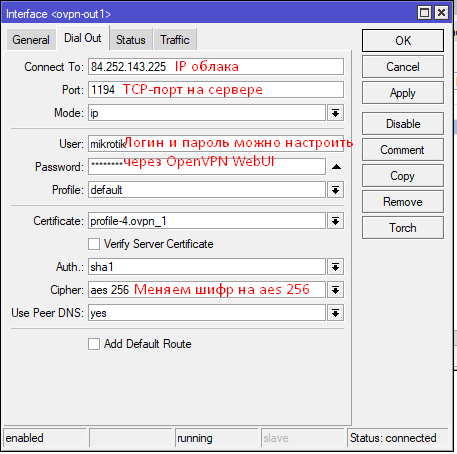 Interface <ovpn-out1>
General Dial Out Status Traffic
OK
Cancel
Apply
Disable
Comment
Copy
Remove
Torch
Connect To: 84.252.143.225 IP облака
Port: 1194 TCP-порт на сервере
Mode: ip
User: mikrotik Логин и пароль можно настроить
Password: ******** через OpenVPN WebUI
Profile: default
Certificate: profile-4.ovpn_1
Verify Server Certificate
Auth.: sha1
Cipher: aes 256 Меняем шифр на aes 256
Use Peer DNS: yes
Add Default Route
enabled running slave Status: connected